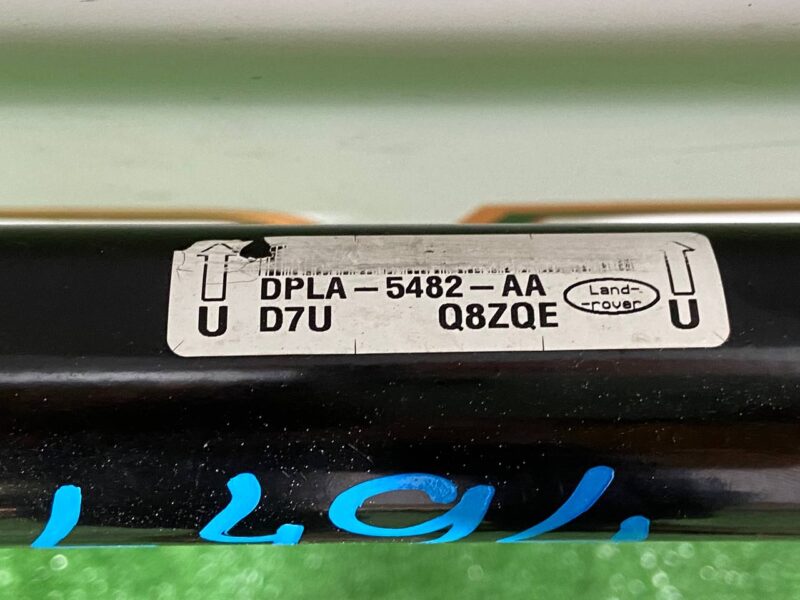 DPLA-5482-AA
Land-
-rover
U D7U Q8ZQE U